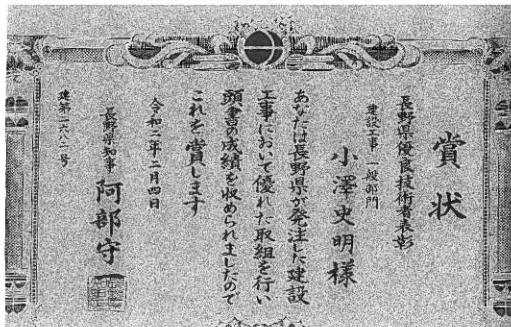 賞状
長野県優良技術者表彰
建設工事 一般部門
小澤史明様
あなたは長野県が発注した建設
工事において優れた取組を行い
頭書の成績を収められましたので
これを賞します
令和二年二月四日
長野県知事 阿部守一
建第一六八二号